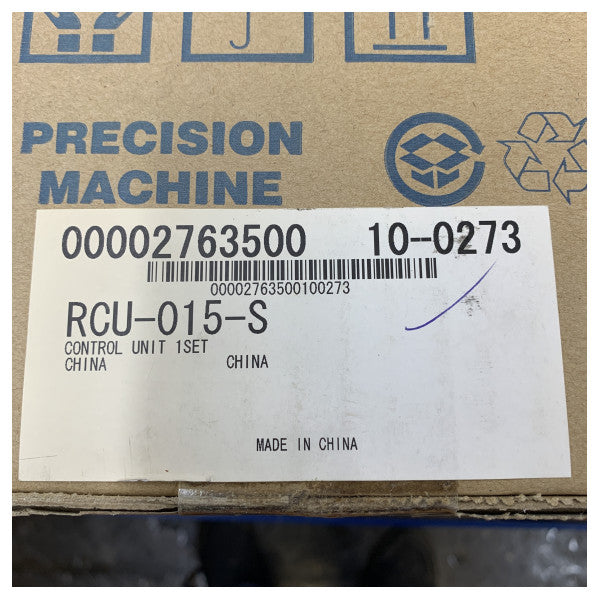 PRECISION
MACHINE
00002763500 10-0273
00002763500100273
RCU-015-S
CONTROL UNIT 1SET
CHINA CHINA
MADE IN CHINA